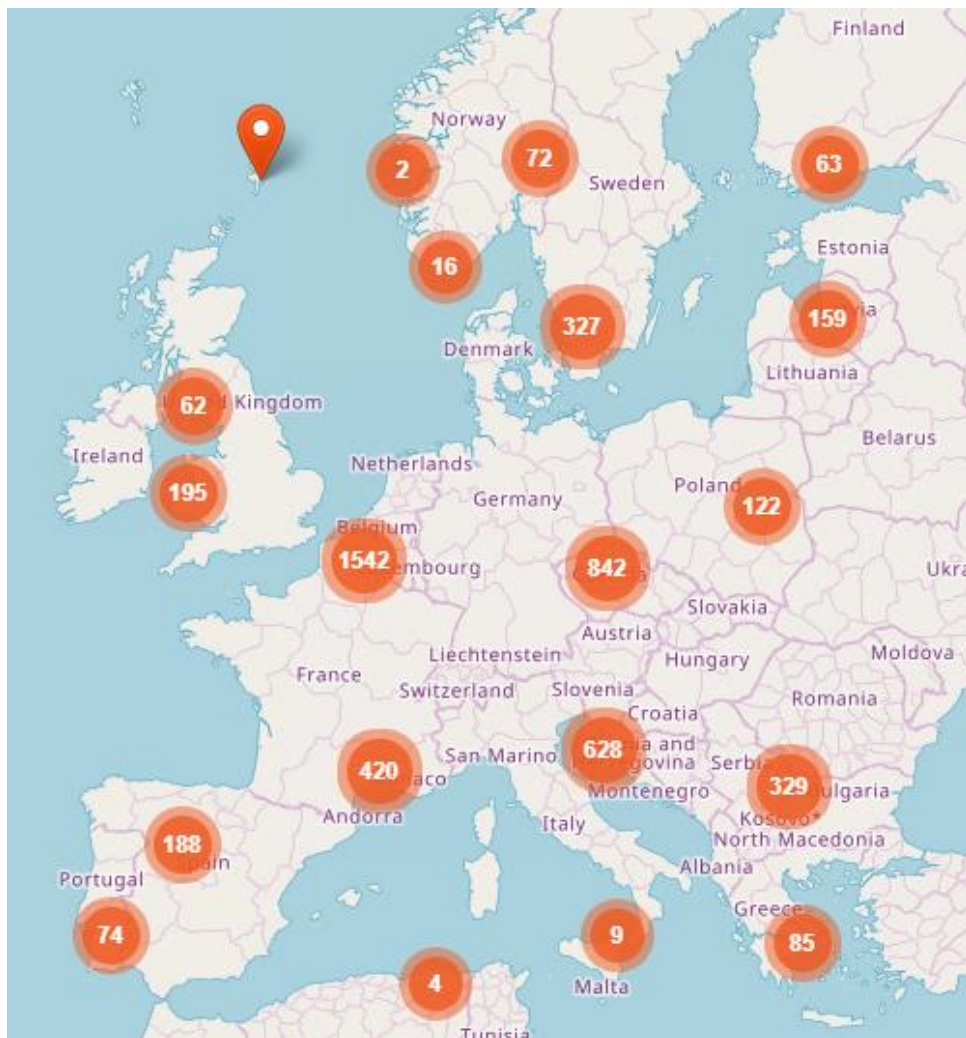 Finland
Norway
2
72
63
Sweden
Estonia
16
327
159
Denmark
Lithuania
62
Kingdom
Belarus
Ireland
Netherlands
195
Germany
Poland
122
Belgium
1542
842
Slovakia
Austria
Liechtenstein
Hungary
Moldova
France
Switzerland
Slovenia
Romania
Croatia
628
San Marino
420
329
Montenegro
Andorra
Italy
Kosovo*
North Macedonia
188
Spain
Albania
Portugal
Greece
74
9
85
4
Malta
Tunisia